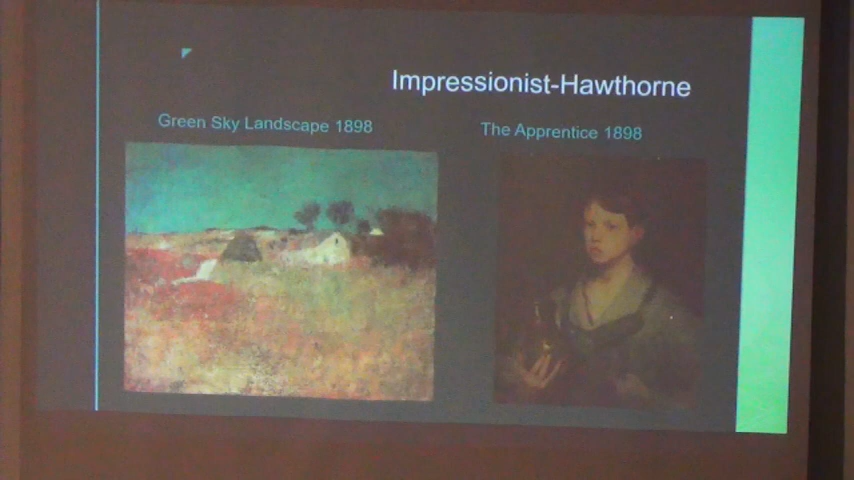 Impressionist-Hawthorne
Green Sky Landscape 1898
The Apprentice 1898